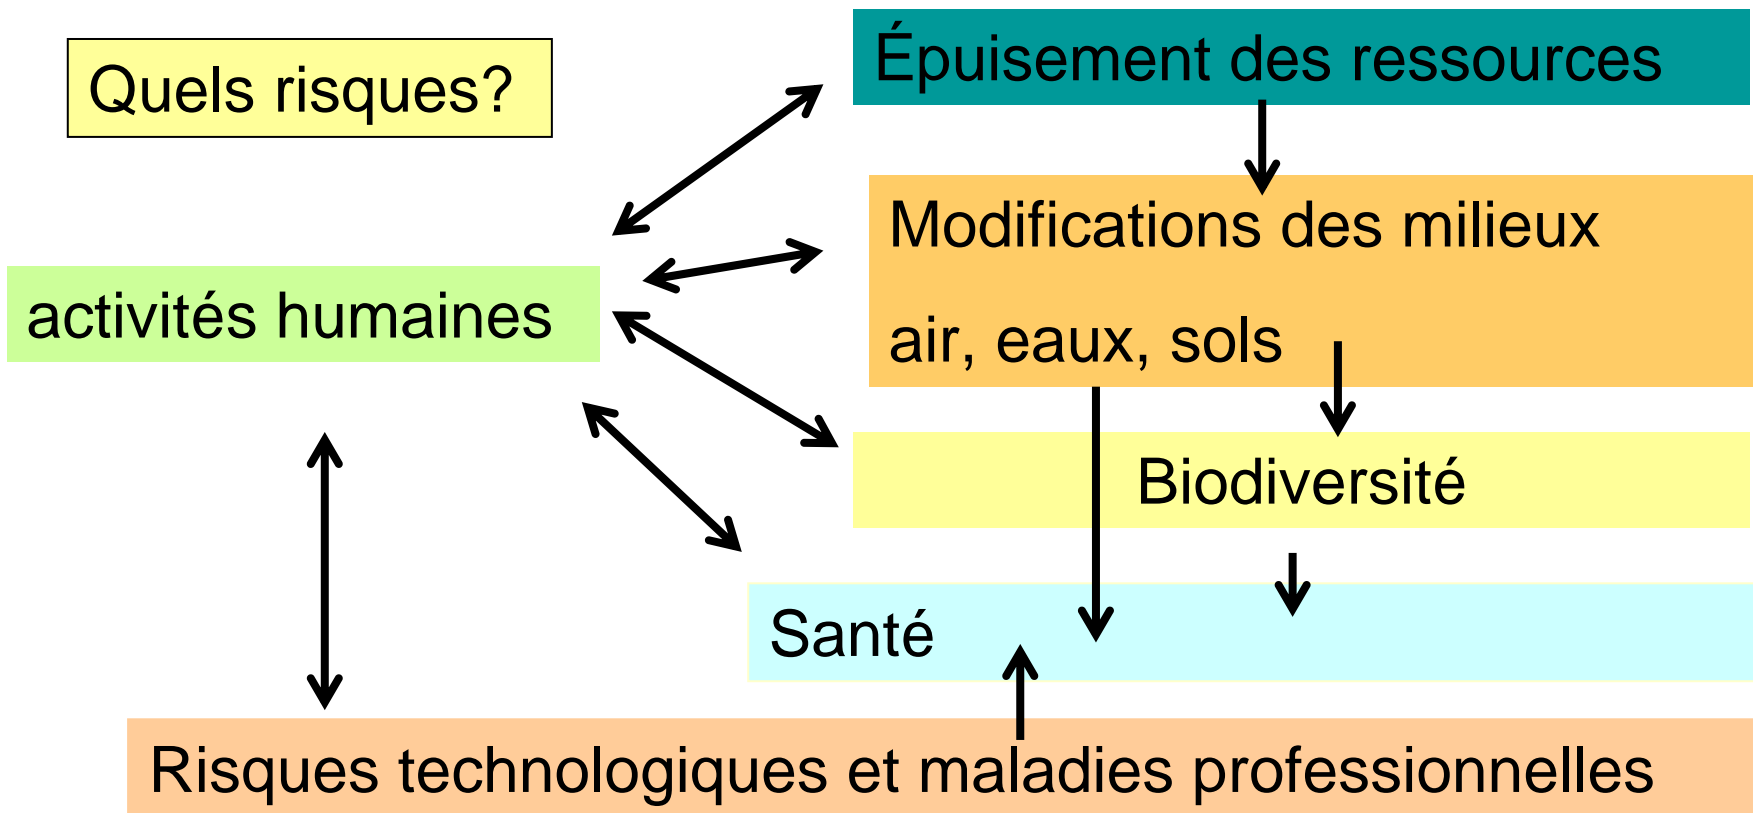 Quels risques?
Épuisement des ressources
Modifications des milieux
air, eaux, sols
activités humaines
Biodiversité
Santé
Risques technologiques et maladies professionnelles